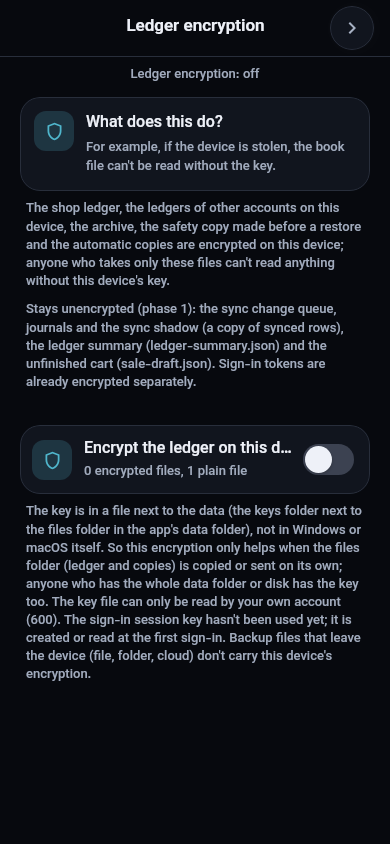 Ledger encryption
Ledger encryption: off
What does this do?
For example, if the device is stolen, the book
file can't be read without the key.
The shop ledger, the ledgers of other accounts on this
device, the archive, the safety copy made before a restore
and the automatic copies are encrypted on this device;
anyone who takes only these files can't read anything
without this device's key.
Stays unencrypted (phase 1): the sync change queue,
journals and the sync shadow (a copy of synced rows),
the ledger summary (ledger-summary.json) and the
unfinished cart (sale-draft.json). Sign-in tokens are
already encrypted separately.
Encrypt the ledger on this d...
0 encrypted files, 1 plain file
The key is in a file next to the data (the keys folder next to
the files folder in the app's data folder), not in Windows or
macOS itself. So this encryption only helps when the files
folder (ledger and copies) is copied or sent on its own;
anyone who has the whole data folder or disk has the key
too. The key file can only be read by your own account
(600). The sign-in session key hasn't been used yet; it is
created or read at the first sign-in. Backup files that leave
the device (file, folder, cloud) don't carry this device's
encryption.